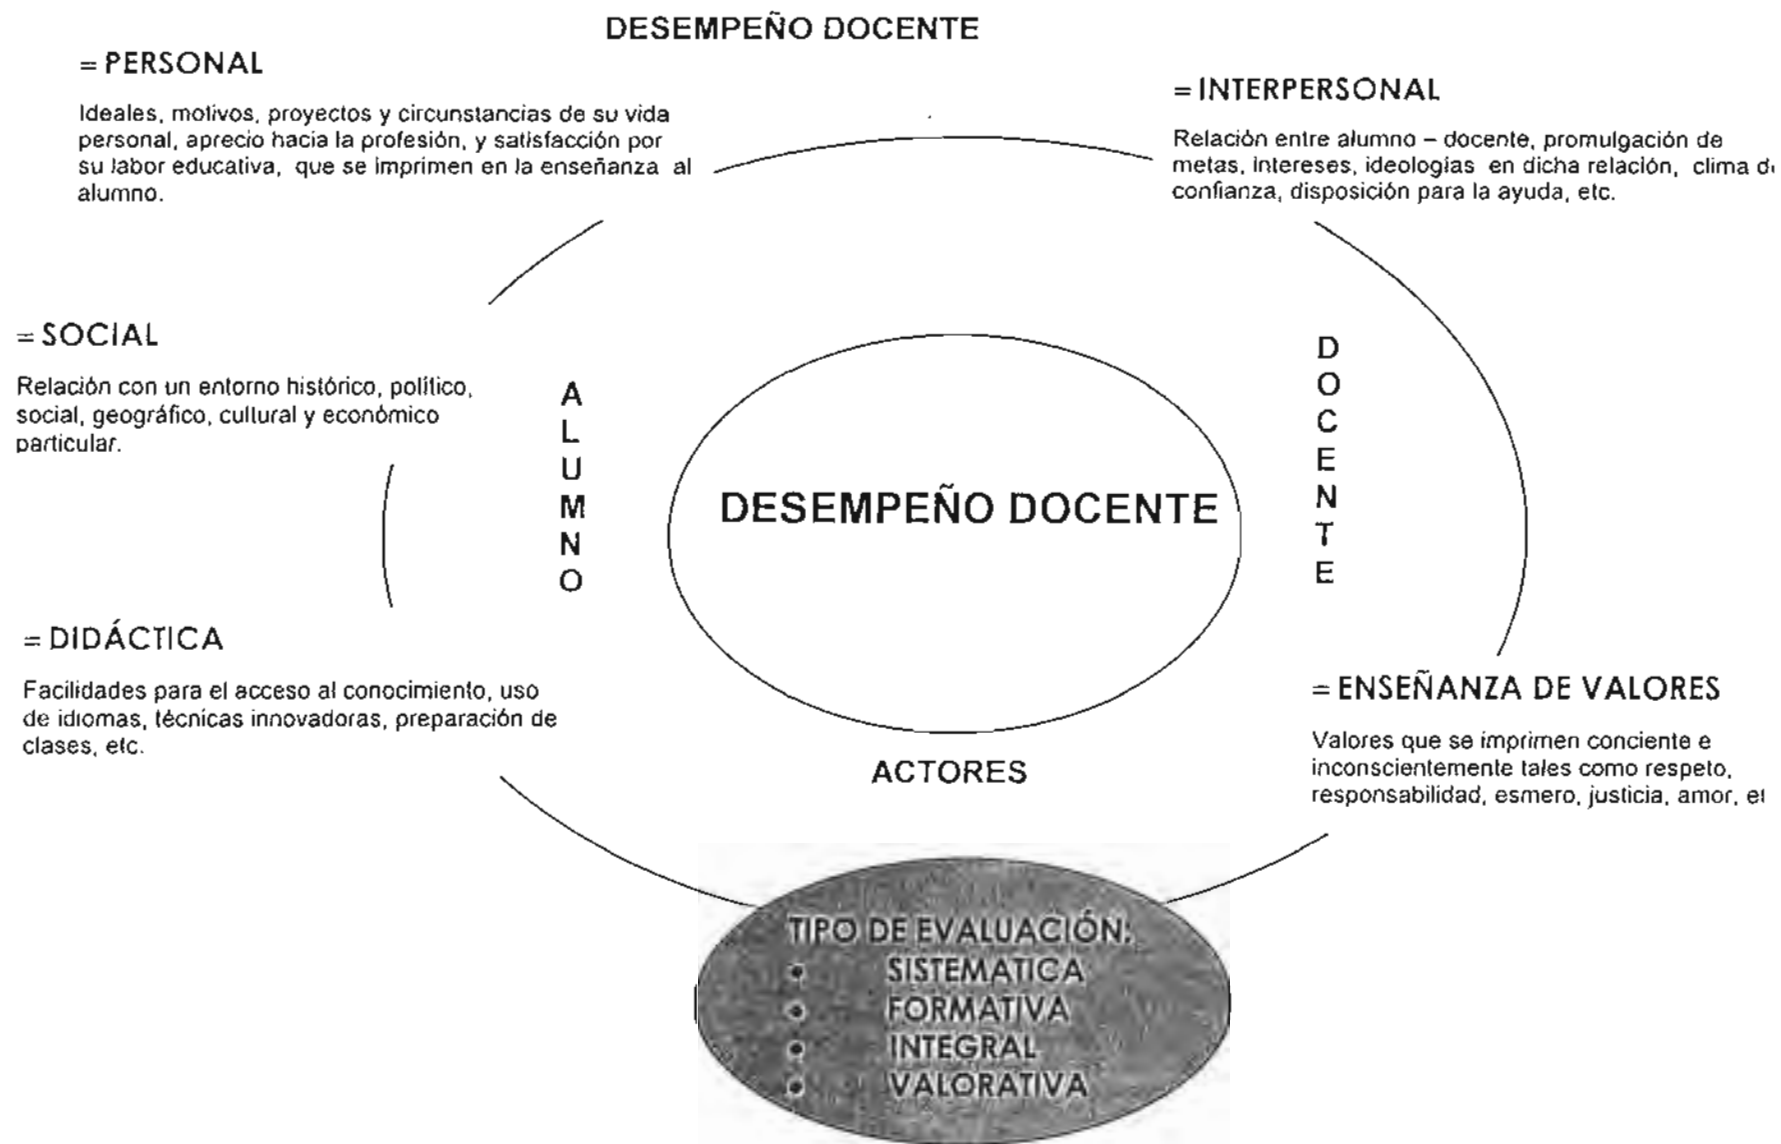 DESEMPEÑO DOCENTE
= PERSONAL
Ideales, motivos, proyectos y circunstancias de su vida
personal, aprecio hacia la profesión, y satisfacción por
su labor educativa, que se imprimen en la enseñanza al
alumno.
= INTERPERSONAL
Relación entre alumno – docente, promulgación de
metas, intereses, ideologías en dicha relación, clima d
confianza, disposición para la ayuda, etc.
= SOCIAL
Relación con un entorno histórico, político,
social, geográfico, cultural y económico
particular.
ALUMNO
DESEMPEÑO DOCENTE
DOCENTE
= DIDÁCTICA
Facilidades para el acceso al conocimiento, uso
de idiomas, técnicas innovadoras, preparación de
clases, etc.
= ENSEÑANZA DE VALORES
Valores que se imprimen conciente e
inconscientemente tales como respeto,
responsabilidad, esmero, justicia, amor, et
ACTORES
TIPO DE EVALUACIÓN:
• SISTEMATICA
• FORMATIVA
• INTEGRAL
• VALORATIVA